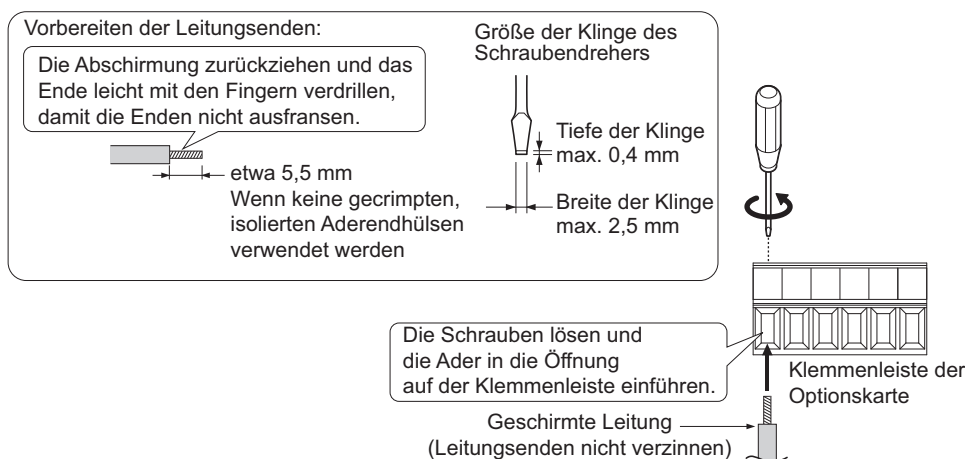 Vorbereiten der Leitungsenden:
Die Abschirmung zurückziehen und das
Ende leicht mit den Fingern verdrillen,
damit die Enden nicht ausfransen.
etwa 5,5 mm
Wenn keine gecrimpten,
isolierten Aderendhülsen
verwendet werden
Größe der Klinge des
Schraubendrehers
Tiefe der Klinge
max. 0,4 mm
Breite der Klinge
max. 2,5 mm
Die Schrauben lösen und
die Ader in die Öffnung
auf der Klemmenleiste einführen.
Klemmenleiste der
Optionskarte
Geschirmte Leitung
(Leitungsenden nicht verzinnen)